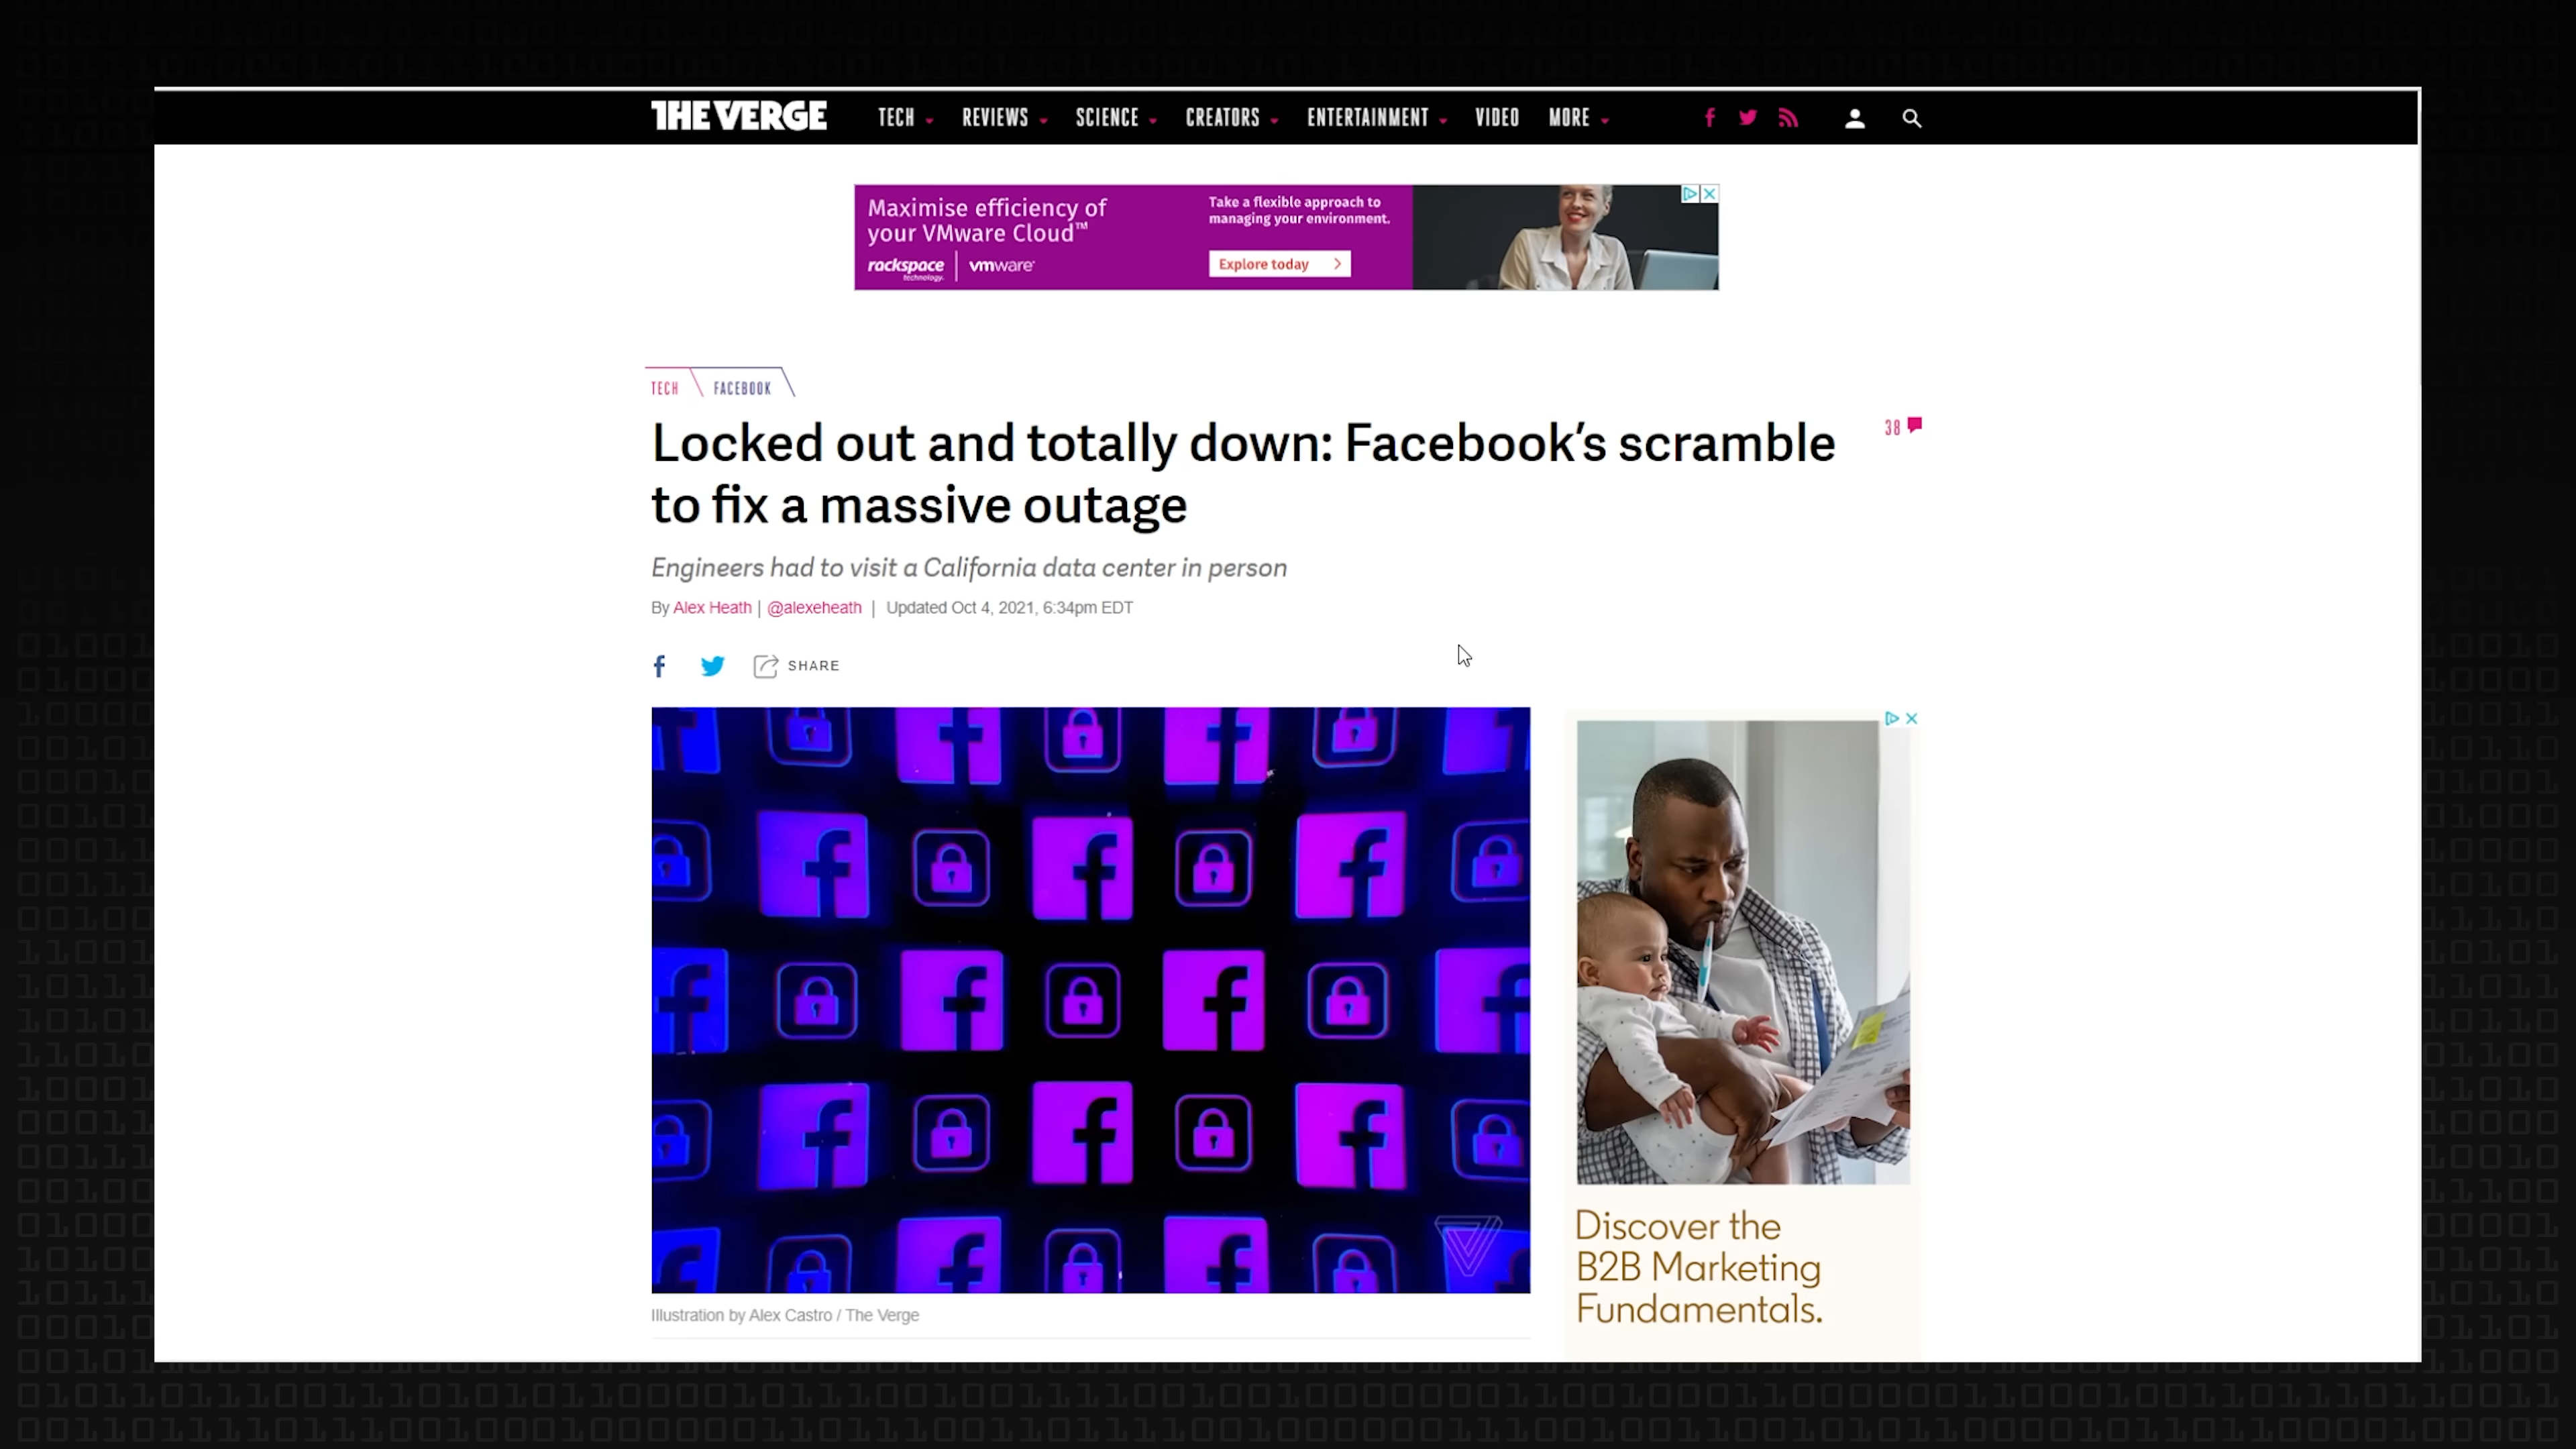 THE VERGE
TECH REVIEWS SCIENCE CREATORS ENTERTAINMENT VIDEO MORE
Maximise efficiency of
your VMware Cloud™
rackspace
technology.
vmware®
Take a flexible approach to
managing your environment.
Explore today
TECH FACEBOOK
Locked out and totally down: Facebook’s scramble
to fix a massive outage
38
Engineers had to visit a California data center in person
By Alex Heath | @alexeheath | Updated Oct 4, 2021, 6:34pm EDT
SHARE
Illustration by Alex Castro / The Verge
Discover the
B2B Marketing
Fundamentals.